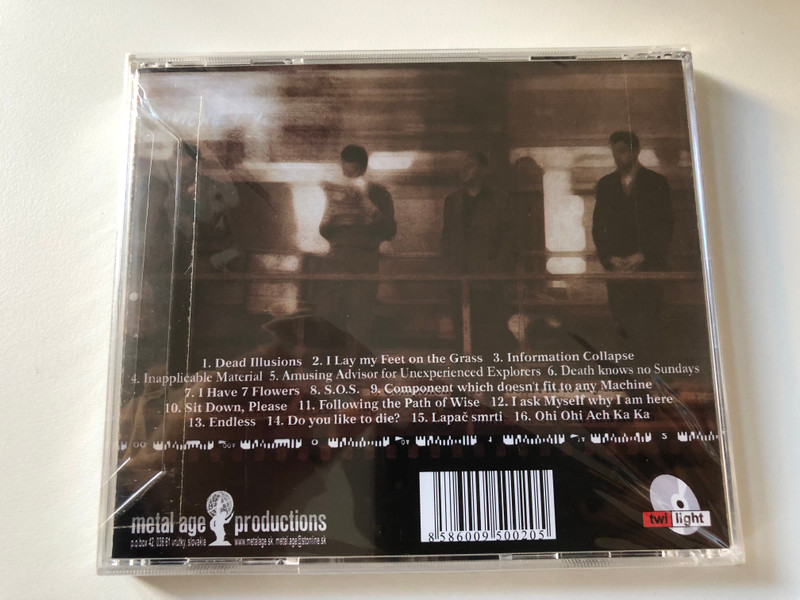 1. Dead Illusions 2. I Lay my Feet on the Grass 3. Information Collapse
4. Inapplicable Material 5. Amusing Advisor for Unexperienced Explorers 6. Death knows no Sundays
7. I Have 7 Flowers 8. S.O.S. 9. Component which doesn't fit to any Machine
10. Sit Down, Please 11. Following the Path of Wise 12. I ask Myself why I am here
13. Endless 14. Do you like to die? 15. Lapač smrti 16. Ohi Ohi Ach Ka Ka
metal age productions
p.o.box 42, 038 61 vrutky, slovakia www.metalage.sk metal.age@stonline.sk
8 586009 500205
twilight